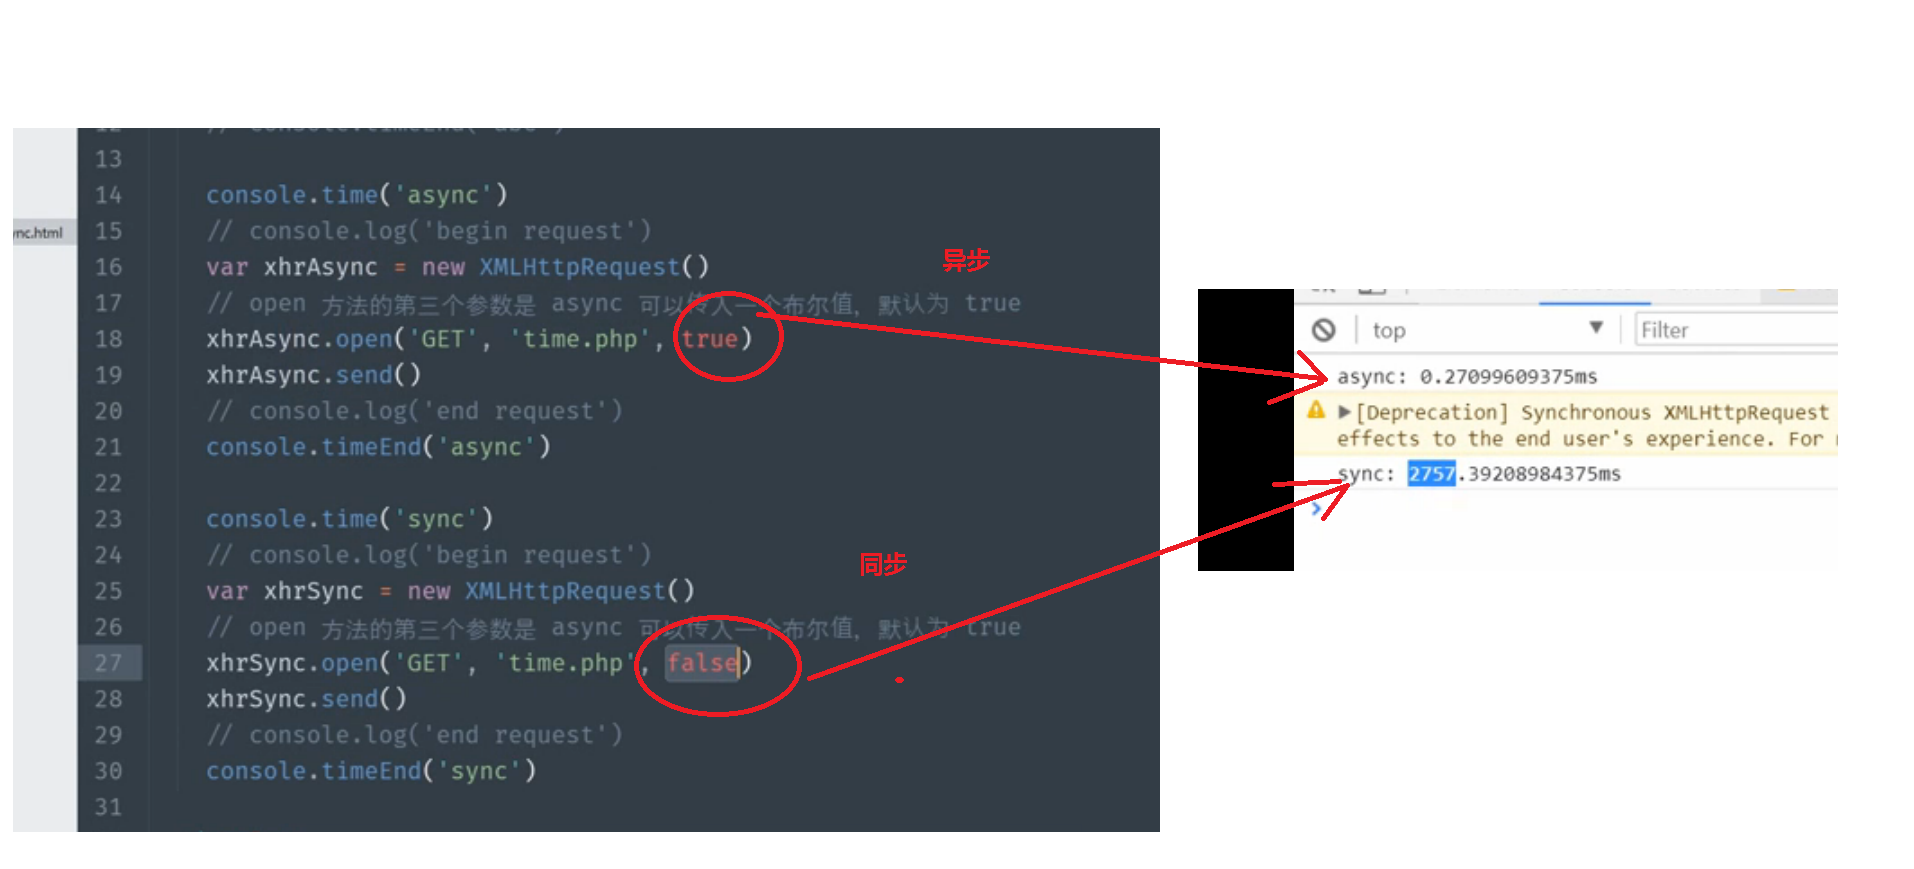 13
14 console.time('async')
ync.html
15 // console.log('begin request')
16 var xhrAsync = new XMLHttpRequest()
异步
17 // open 方法的第三个参数是 async 可以传入一个布尔值，默认为 true
18 xhrAsync.open('GET', 'time.php', true)
19 xhrAsync.send()
20 // console.log('end request')
21 console.timeEnd('async')
22
23 console.time('sync')
24 // console.log('begin request')
同步
25 var xhrSync = new XMLHttpRequest()
26 // open 方法的第三个参数是 async 可以传入一个布尔值，默认为 true
27 xhrSync.open('GET', 'time.php', false)
28 xhrSync.send()
29 // console.log('end request')
30 console.timeEnd('sync')
31
top Filter
async: 0.27099609375ms
[Deprecation] Synchronous XMLHttpRequest
effects to the end user's experience. For
sync: 2757.39208984375ms